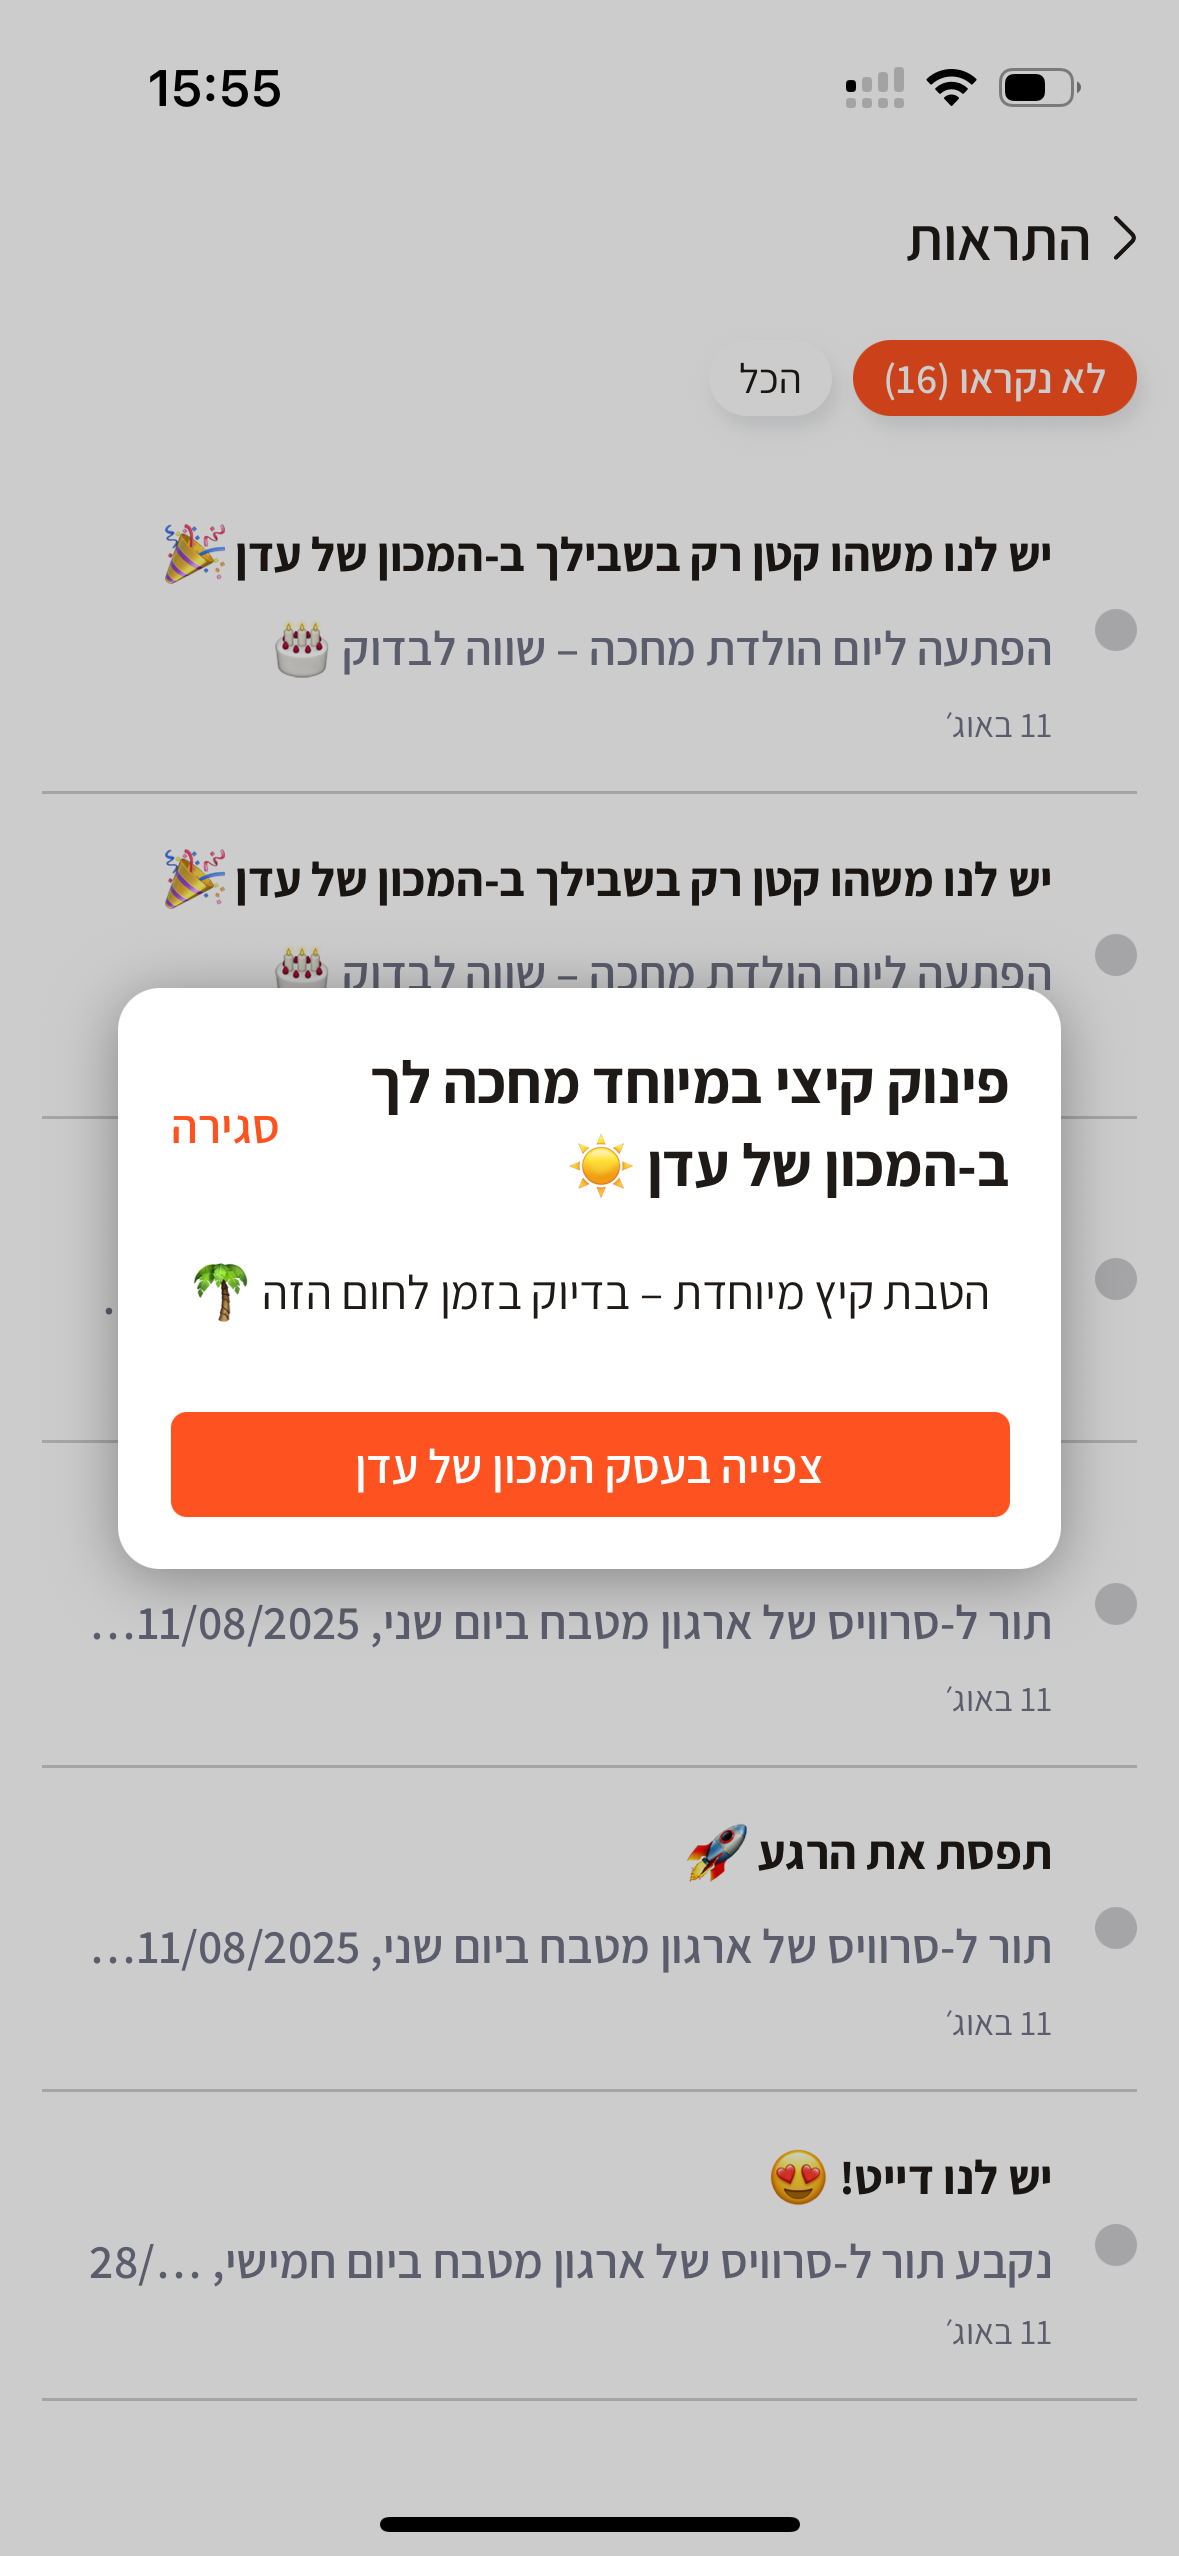 15:55
התראות
לא נקראו (16)
הכל
יש לנו משהו קטן רק בשבילך ב-המכון של עדן 🎉
הפתעה ליום הולדת מחכה – שווה לבדוק 🎂
11 באוג׳
יש לנו משהו קטן רק בשבילך ב-המכון של עדן 🎉
הפתעה ליום הולדת מחכה – שווה לבדוק 🎂
פינוק קיצי במיוחד מחכה לך
ב-המכון של עדן ☀️
סגירה
הטבת קיץ מיוחדת – בדיוק בזמן לחום הזה 🌴
צפייה בעסק המכון של עדן
תור ל-סרוויס של ארגון מטבח ביום שני, 11/08/2025...
11 באוג׳
תפסת את הרגע 🚀
תור ל-סרוויס של ארגון מטבח ביום שני, 11/08/2025...
11 באוג׳
יש לנו דייט! 😍
נקבע תור ל-סרוויס של ארגון מטבח ביום חמישי, 28/...
11 באוג׳